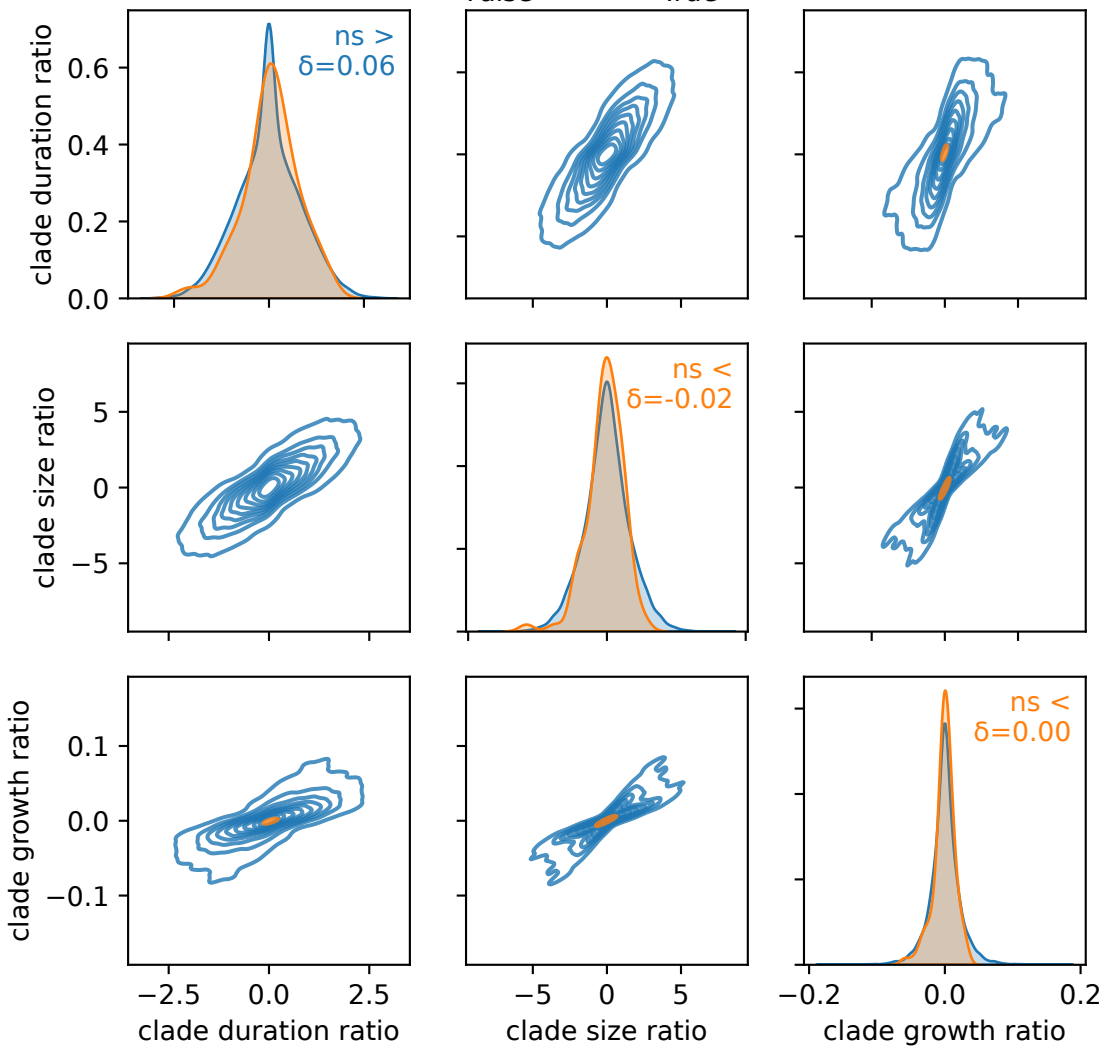 clade duration ratio
0.6
0.4
0.2
0.0
ns >
δ=0.06
clade size ratio
5
0
−5
ns <
δ=-0.02
clade growth ratio
0.1
0.0
−0.1
ns <
δ=0.00
−2.5 0.0 2.5
−5 0 5
−0.2 0.0 0.2
clade duration ratio
clade size ratio
clade growth ratio